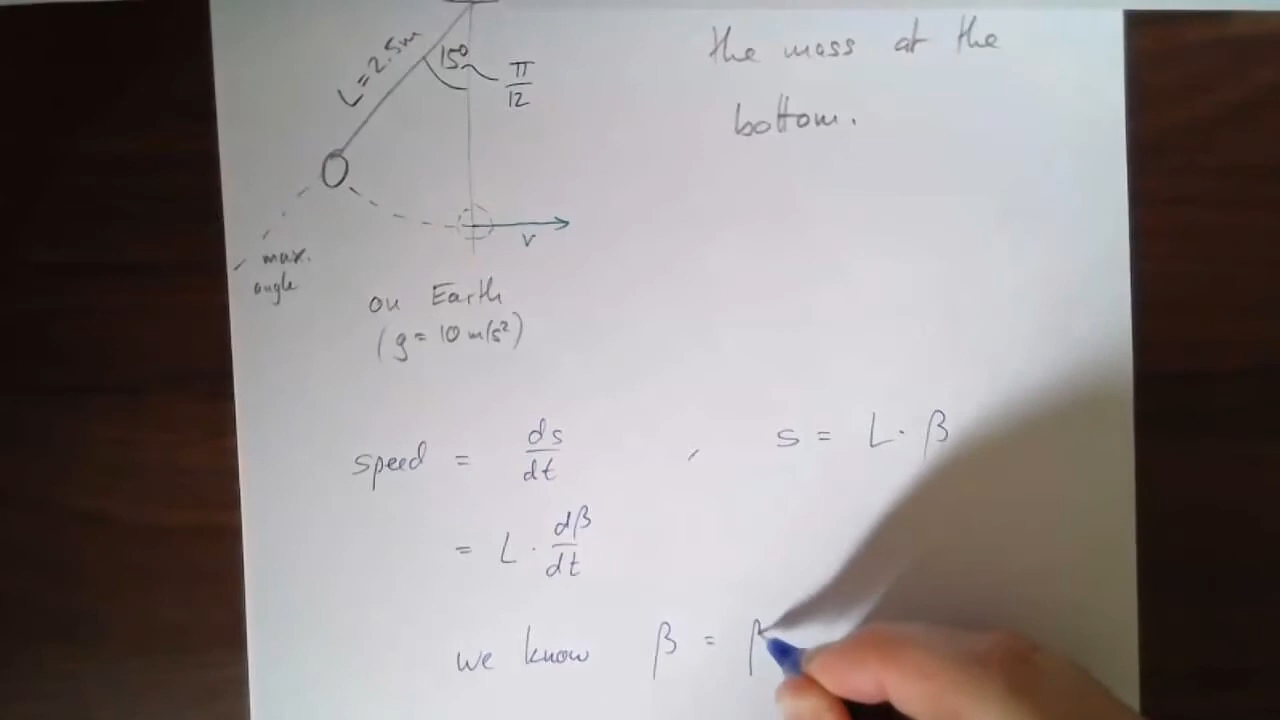 the mass at the
bottom.
L = 2.5m
15°
π/12
v
max.
angle
on Earth
(g = 10 m/s²)
speed = ds/dt , s = L · β
= L · dβ/dt
we know β = β